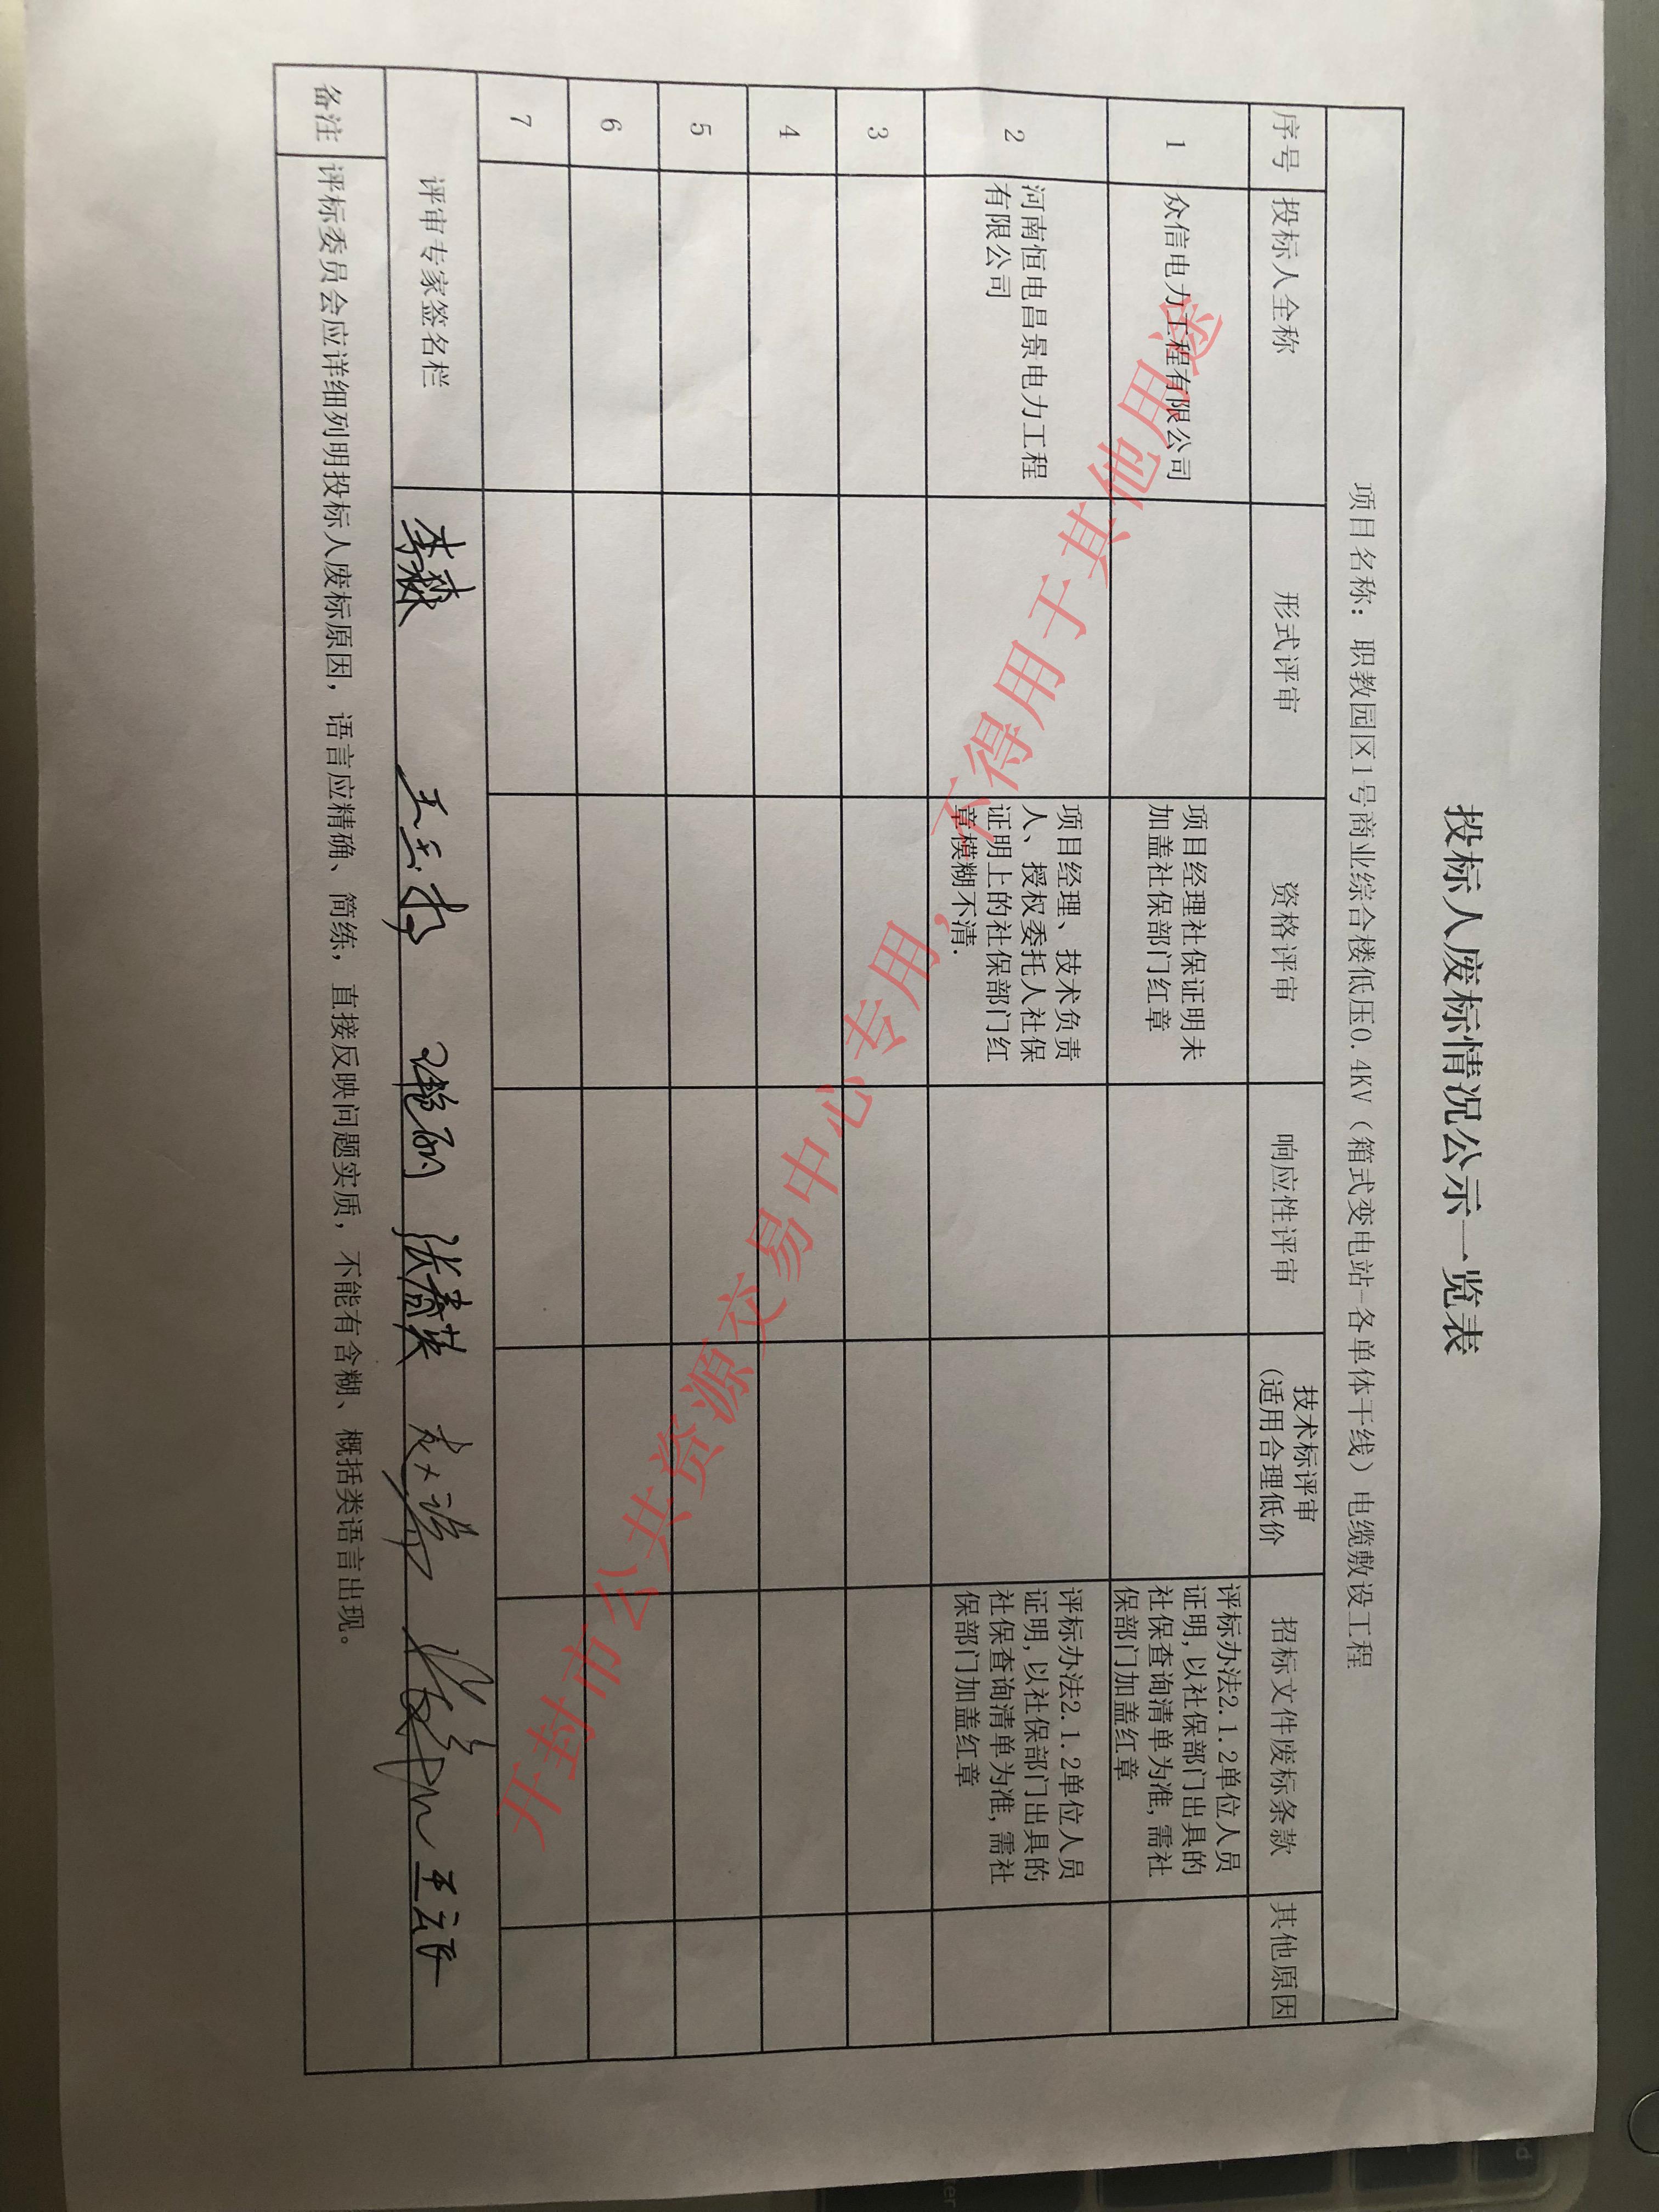 投标人废标情况公示一览表
项目名称：职教园区1号商业综合楼低压0.4KV（箱式变电站-各单体干线）电缆敷设工程
序号 投标人全称 形式评审 资格评审 响应性评审 技术标评审 招标文件废标条款 其他原因
（适用合理低价
1 众信电力工程有限公司
项目经理社保证明未
加盖社保部门红章
评标办法2.1.2单位人员
证明,以社保部门出具的
社保查询清单为准,需社
保部门加盖红章
2 河南恒电昌景电力工程
有限公司
项目经理、技术负责
人、授权委托人社保
证明上的社保部门红
章模糊不清.
评标办法2.1.2单位人员
证明,以社保部门出具的
社保查询清单为准,需社
保部门加盖红章
3
4
5
6
7
评审专家签名栏 李森 张春英
备注 评标委员会应详细列明投标人废标原因，语言应精确、简练，直接反映问题实质，不能有含糊、概括类语言出现。
开封市公共资源交易中心专用，不得用于其他用途